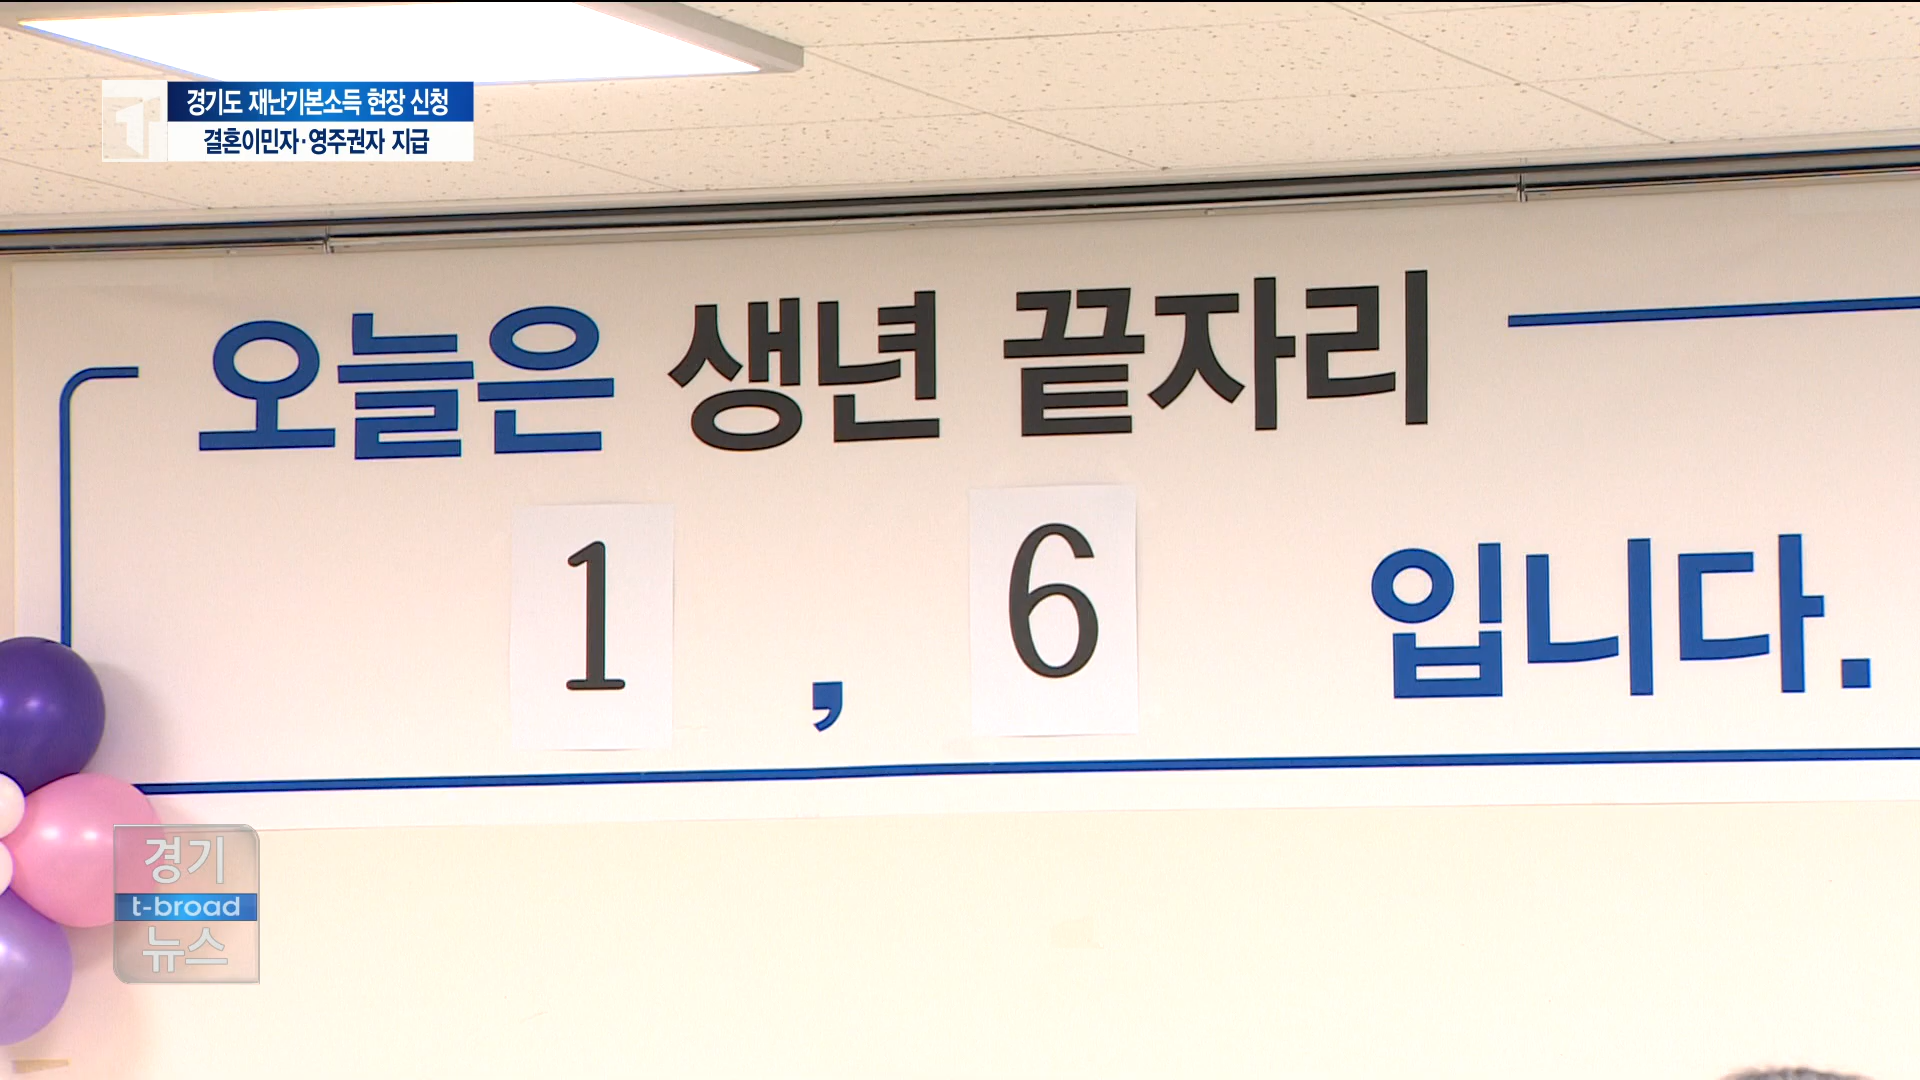 경기도 재난기본소득 현장 신청
결혼이민자·영주권자 지급
오늘은 생년 끝자리
1 , 6 입니다.
경기
t-broad
뉴스